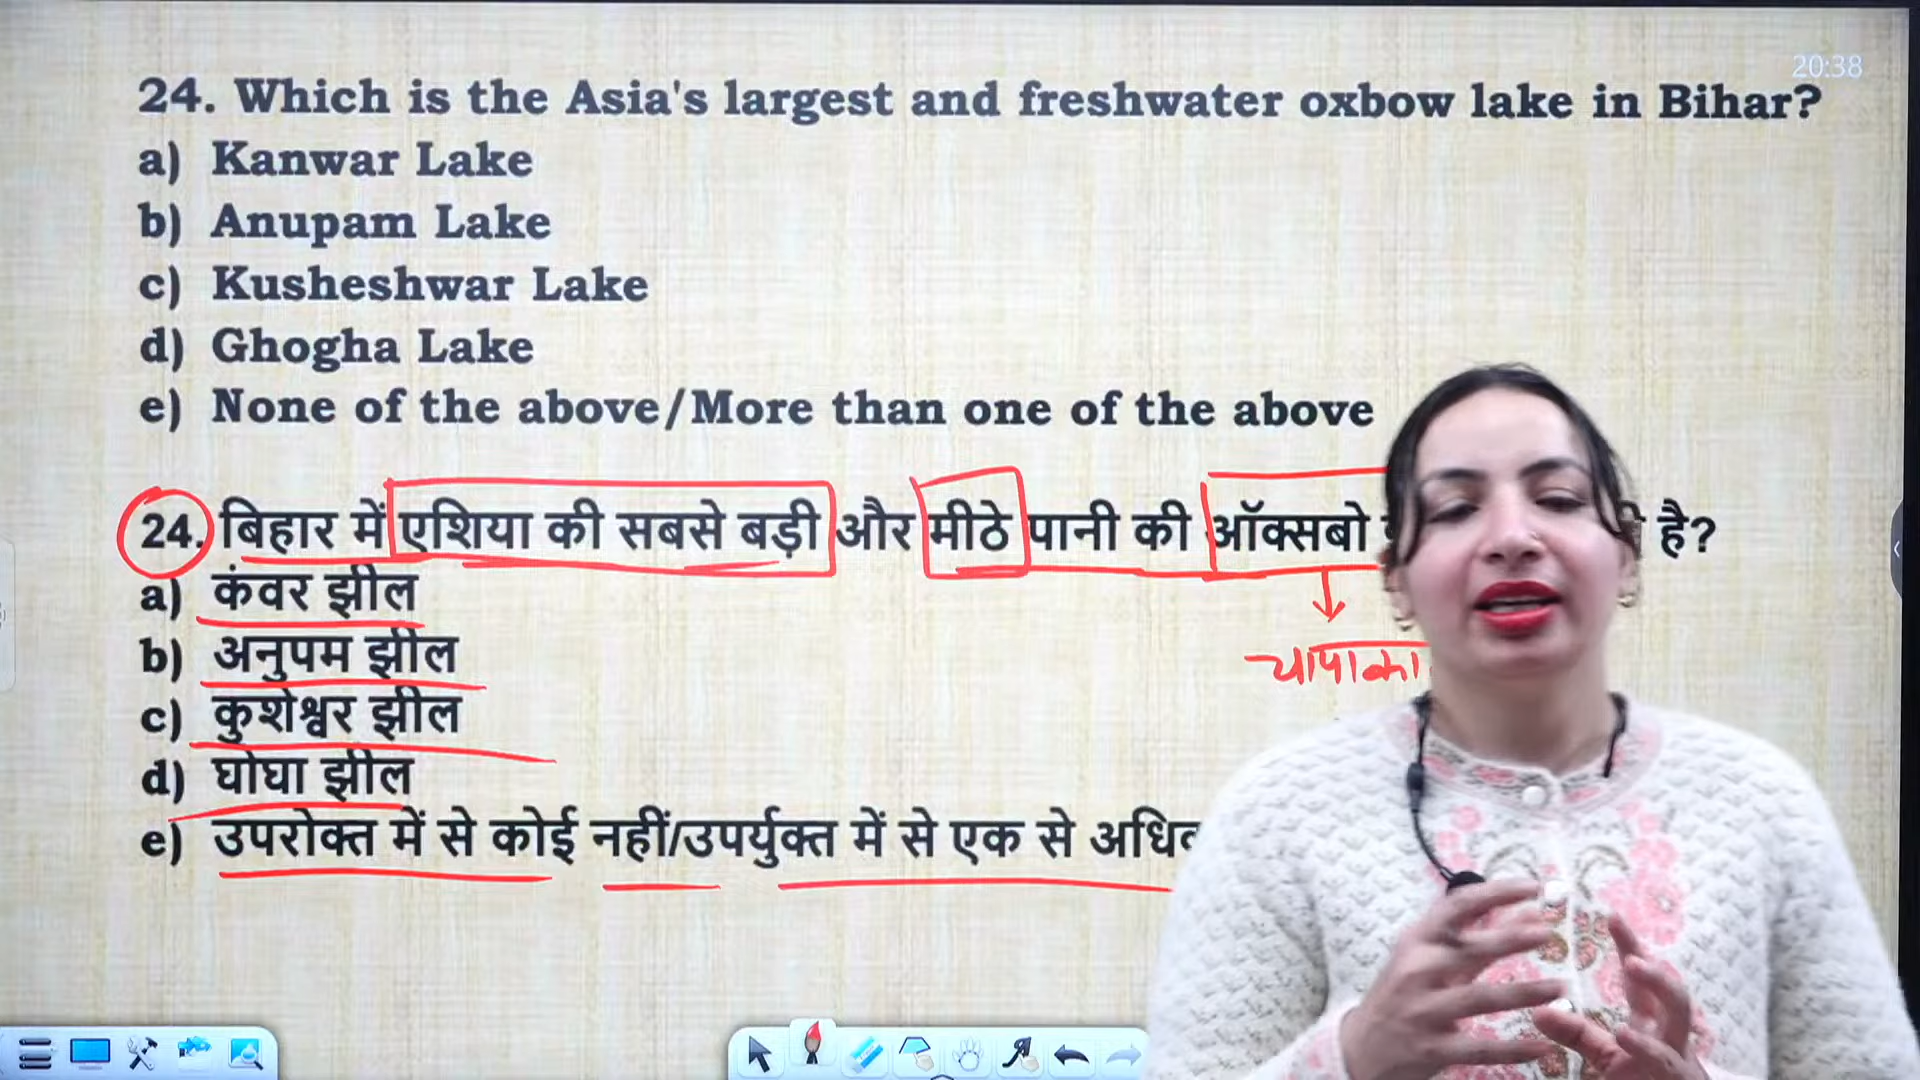 20:38
24. Which is the Asia's largest and freshwater oxbow lake in Bihar?
a) Kanwar Lake
b) Anupam Lake
c) Kusheshwar Lake
d) Ghogha Lake
e) None of the above/More than one of the above
24. बिहार में एशिया की सबसे बड़ी और मीठे पानी की ऑक्सबो है?
a) कंवर झील
b) अनुपम झील
c) कुशेश्वर झील
d) घोघा झील
e) उपरोक्त में से कोई नहीं/उपर्युक्त में से एक से